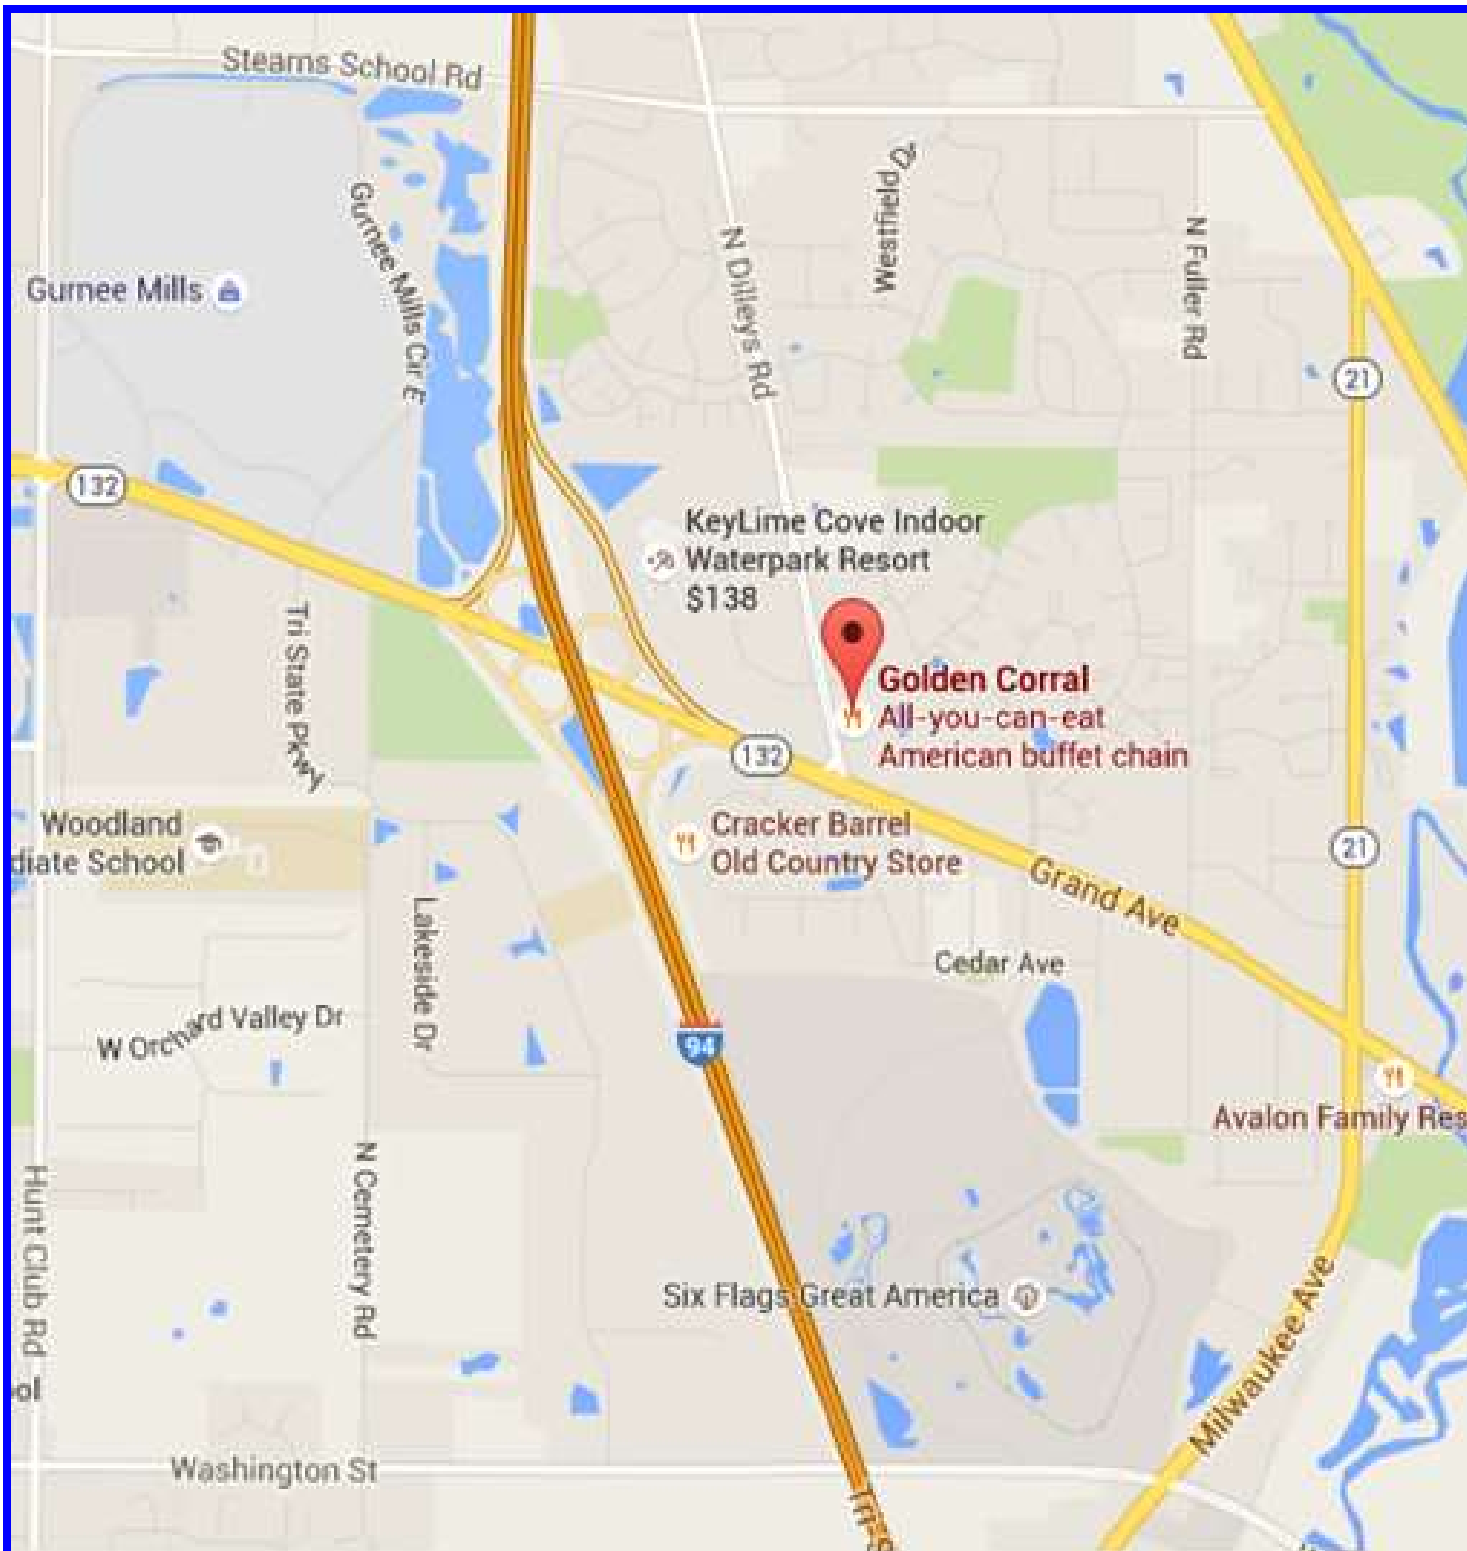 Stearns School Rd
Gurnee Mills Cir E
Westfield Dr
N Dilleys Rd
N Fuller Rd
Gurnee Mills
21
132
KeyLime Cove Indoor
Waterpark Resort
$138
Tri State Pkwy
Golden Corral
All-you-can-eat
American buffet chain
132
Woodland
diate School
Cracker Barrel
Old Country Store
21
Grand Ave
Lakeside Dr
Cedar Ave
W Orchard Valley Dr
94
Avalon Family Res
Hunt Club Rd
N Cemetery Rd
Six Flags Great America
Milwaukee Ave
ol
Washington St
Tri-S